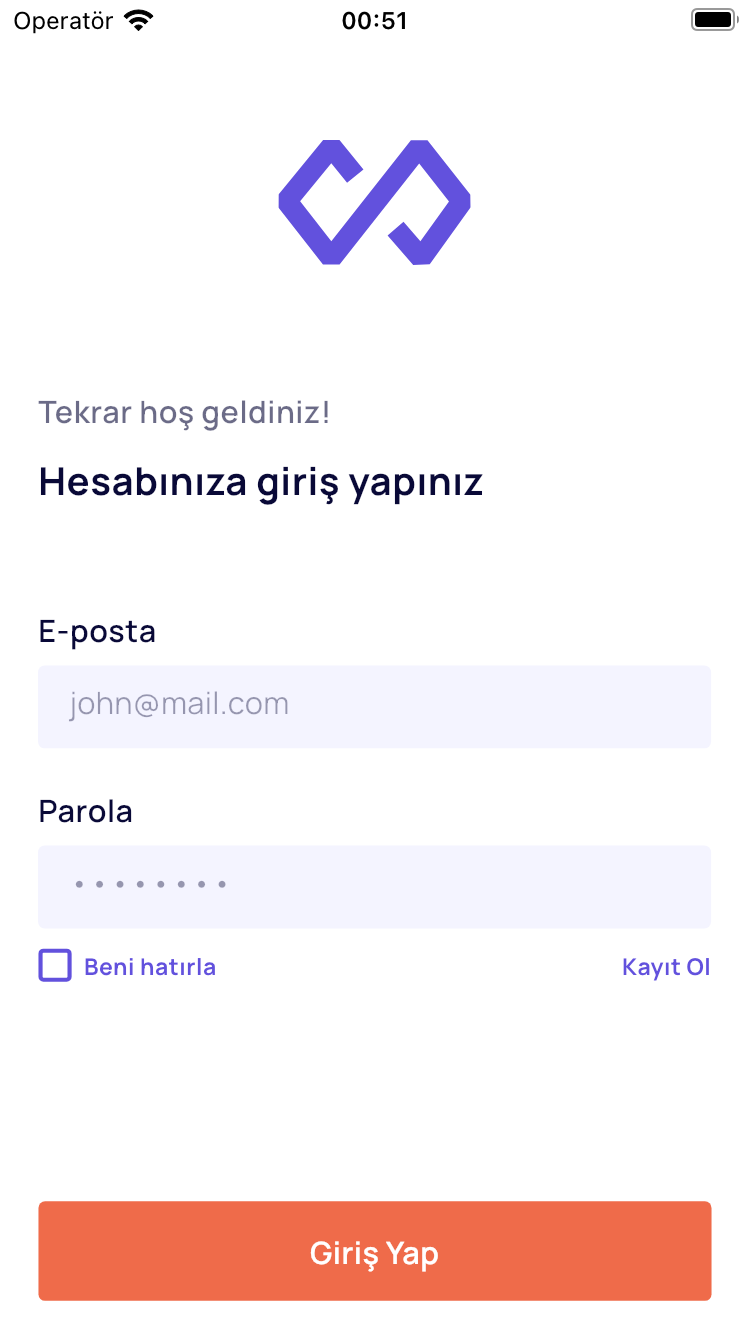 Operatör 00:51
Tekrar hoş geldiniz!
Hesabınıza giriş yapınız
E-posta
john@mail.com
Parola
Beni hatırla Kayıt Ol
Giriş Yap